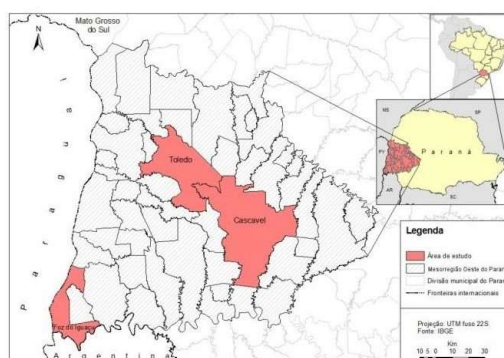 Mato Grosso
do Sul
N
P a r a g u a i
Toledo
Cascavel
Foz do Iguaçu
A r g e n t i n a
MS
SP
PY
P a r a n á
AR
SC
Legenda
Área de estudo
Mesorregião Oeste do Paran
Divisão municipal do Paran
Fronteiras internacionais
Projeção: UTM fuso 22S
Fonte: IBGE
Km
10 5 0 10 20 30